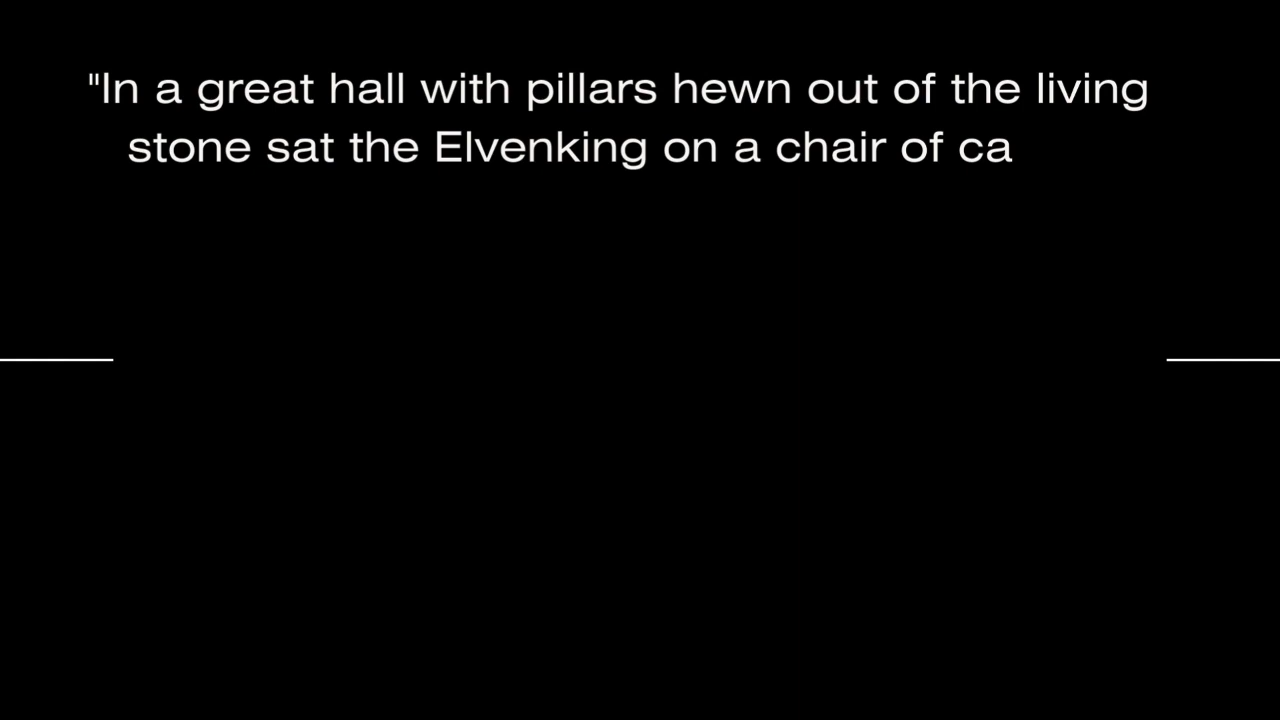 "In a great hall with pillars hewn out of the living
stone sat the Elvenking on a chair of ca